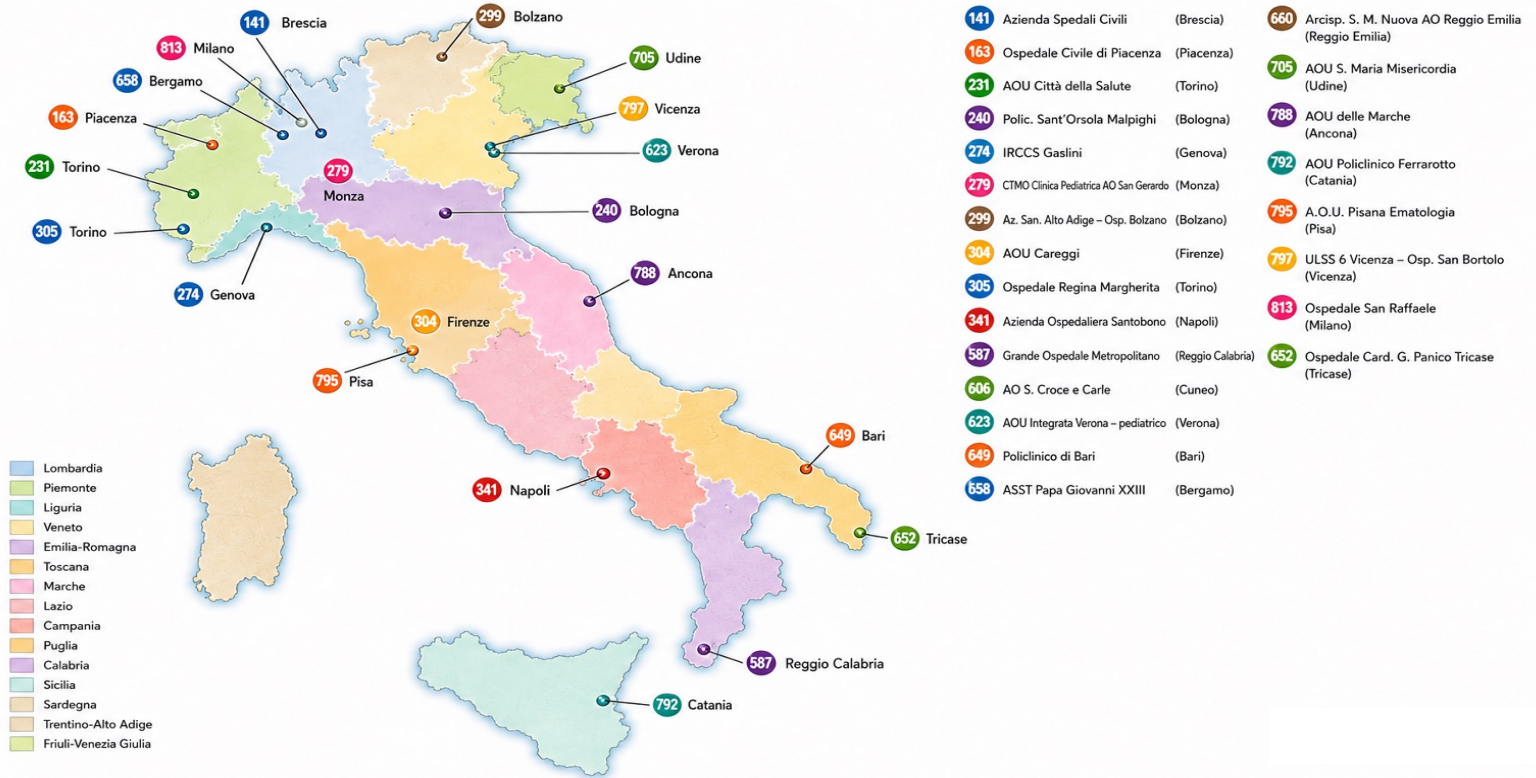 141 Brescia
299 Bolzano
813 Milano
705 Udine
658 Bergamo
797 Vicenza
163 Piacenza
623 Verona
231 Torino
279
Monza
240 Bologna
305 Torino
788 Ancona
274 Genova
304 Firenze
795 Pisa
649 Bari
341 Napoli
652 Tricase
587 Reggio Calabria
792 Catania
Lombardia
Piemonte
Liguria
Veneto
Emilia-Romagna
Toscana
Marche
Lazio
Campania
Puglia
Calabria
Sicilia
Sardegna
Trentino-Alto Adige
Friuli-Venezia Giulia
141 Azienda Spedali Civili (Brescia)
163 Ospedale Civile di Piacenza (Piacenza)
231 AOU Città della Salute (Torino)
240 Polic. Sant'Orsola Malpighi (Bologna)
274 IRCCS Gaslini (Genova)
279 CTMO Clinica Pediatrica AO San Gerardo (Monza)
299 Az. San. Alto Adige – Osp. Bolzano (Bolzano)
304 AOU Careggi (Firenze)
305 Ospedale Regina Margherita (Torino)
341 Azienda Ospedaliera Santobono (Napoli)
587 Grande Ospedale Metropolitano (Reggio Calabria)
606 AO S. Croce e Carle (Cuneo)
623 AOU Integrata Verona – pediatrico (Verona)
649 Policlinico di Bari (Bari)
658 ASST Papa Giovanni XXIII (Bergamo)
660 Arcisp. S. M. Nuova AO Reggio Emilia
(Reggio Emilia)
705 AOU S. Maria Misericordia
(Udine)
788 AOU delle Marche
(Ancona)
792 AOU Policlinico Ferrarotto
(Catania)
795 A.O.U. Pisana Ematologia
(Pisa)
797 ULSS 6 Vicenza – Osp. San Bortolo
(Vicenza)
813 Ospedale San Raffaele
(Milano)
652 Ospedale Card. G. Panico Tricase
(Tricase)